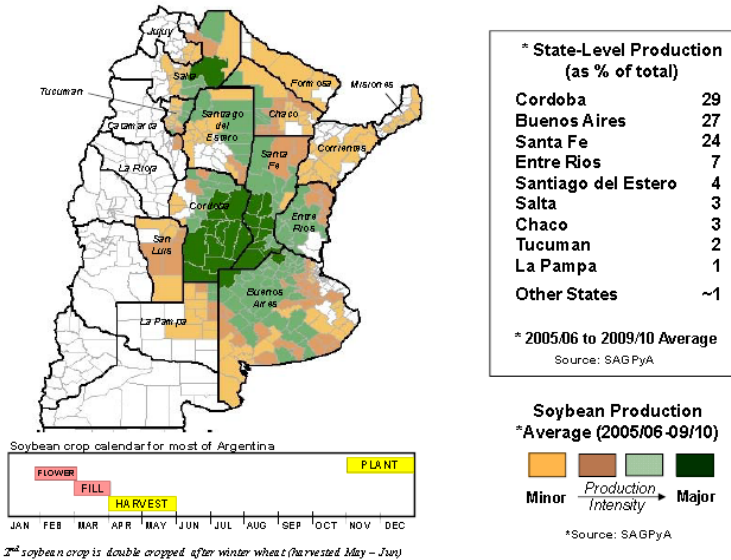 Jujuy
Salta
Formosa
Misiones
Tucuman
Catamarca
Santiago
del
Estero
Chaco
Corrientes
La Rioja
Santa
Fe
Cordoba
Entre
Rios
San
Luis
Buenos
Aires
La Pampa
* State-Level Production
(as % of total)
Cordoba 29
Buenos Aires 27
Santa Fe 24
Entre Rios 7
Santiago del Estero 4
Salta 3
Chaco 3
Tucuman 2
La Pampa 1
Other States ~1
* 2005/06 to 2009/10 Average
Source: SAGPyA
Soybean Production
*Average (2005/06-09/10)
Minor Production Intensity Major
*Source: SAGPyA
Soybean crop calendar for most of Argentina
PLANT
FLOWER
FILL
HARVEST
JAN FEB MAR APR MAY JUN JUL AUG SEP OCT NOV DEC
2nd soybean crop is double cropped after winter wheat (harvested May – Jun)